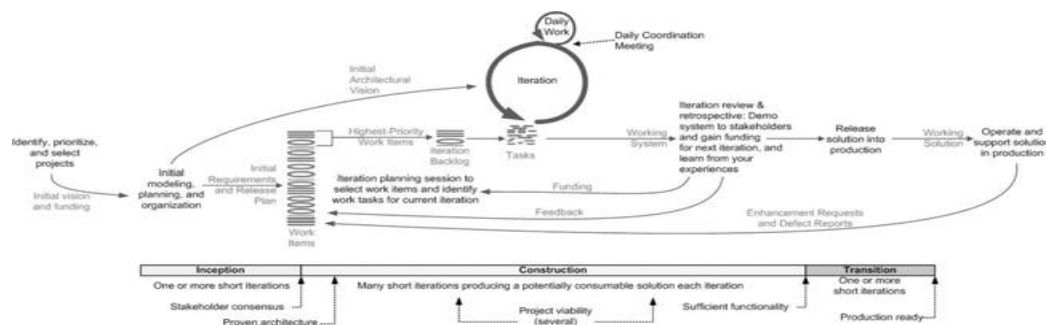 Daily
Work
Daily Coordination
Meeting
Initial
Architectural
Vision
Iteration
Identify, prioritize,
and select
projects
Initial vision
and funding
Initial
modeling,
planning, and
organization
Initial
Requirements
and Release
Plan
Highest-Priority
Work Items
Iteration
Backlog
Tasks
Working
System
Iteration review &
retrospective: Demo
system to stakeholders
and gain funding
for next iteration, and
learn from your
experiences
Release
solution into
production
Working
Solution
Operate and
support solution
in production
Iteration planning session to
select work items and identify
work tasks for current iteration
Funding
Feedback
Enhancement Requests
and Defect Reports
Work
Items
Inception
Construction
Transition
One or more short iterations
Many short iterations producing a potentially consumable solution each iteration
One or more
short iterations
Stakeholder consensus
Proven architecture
Project viability
(several)
Sufficient functionality
Production ready